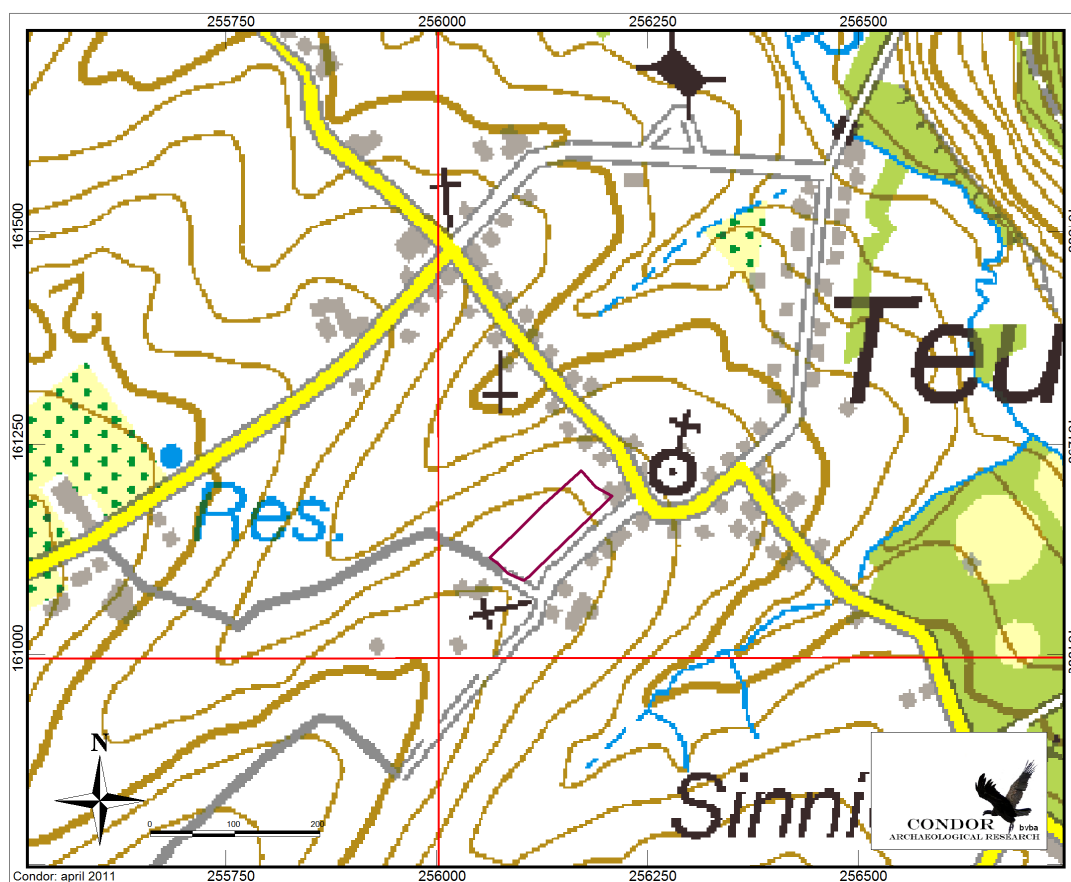 255750 256000 256250 256500
161500
161250
161000
Teu
Res.
Sinni
N
0 100 200
CONDOR bvba
ARCHAEOLOGICAL RESEARCH
255750 256000 256250 256500
Condor: april 2011